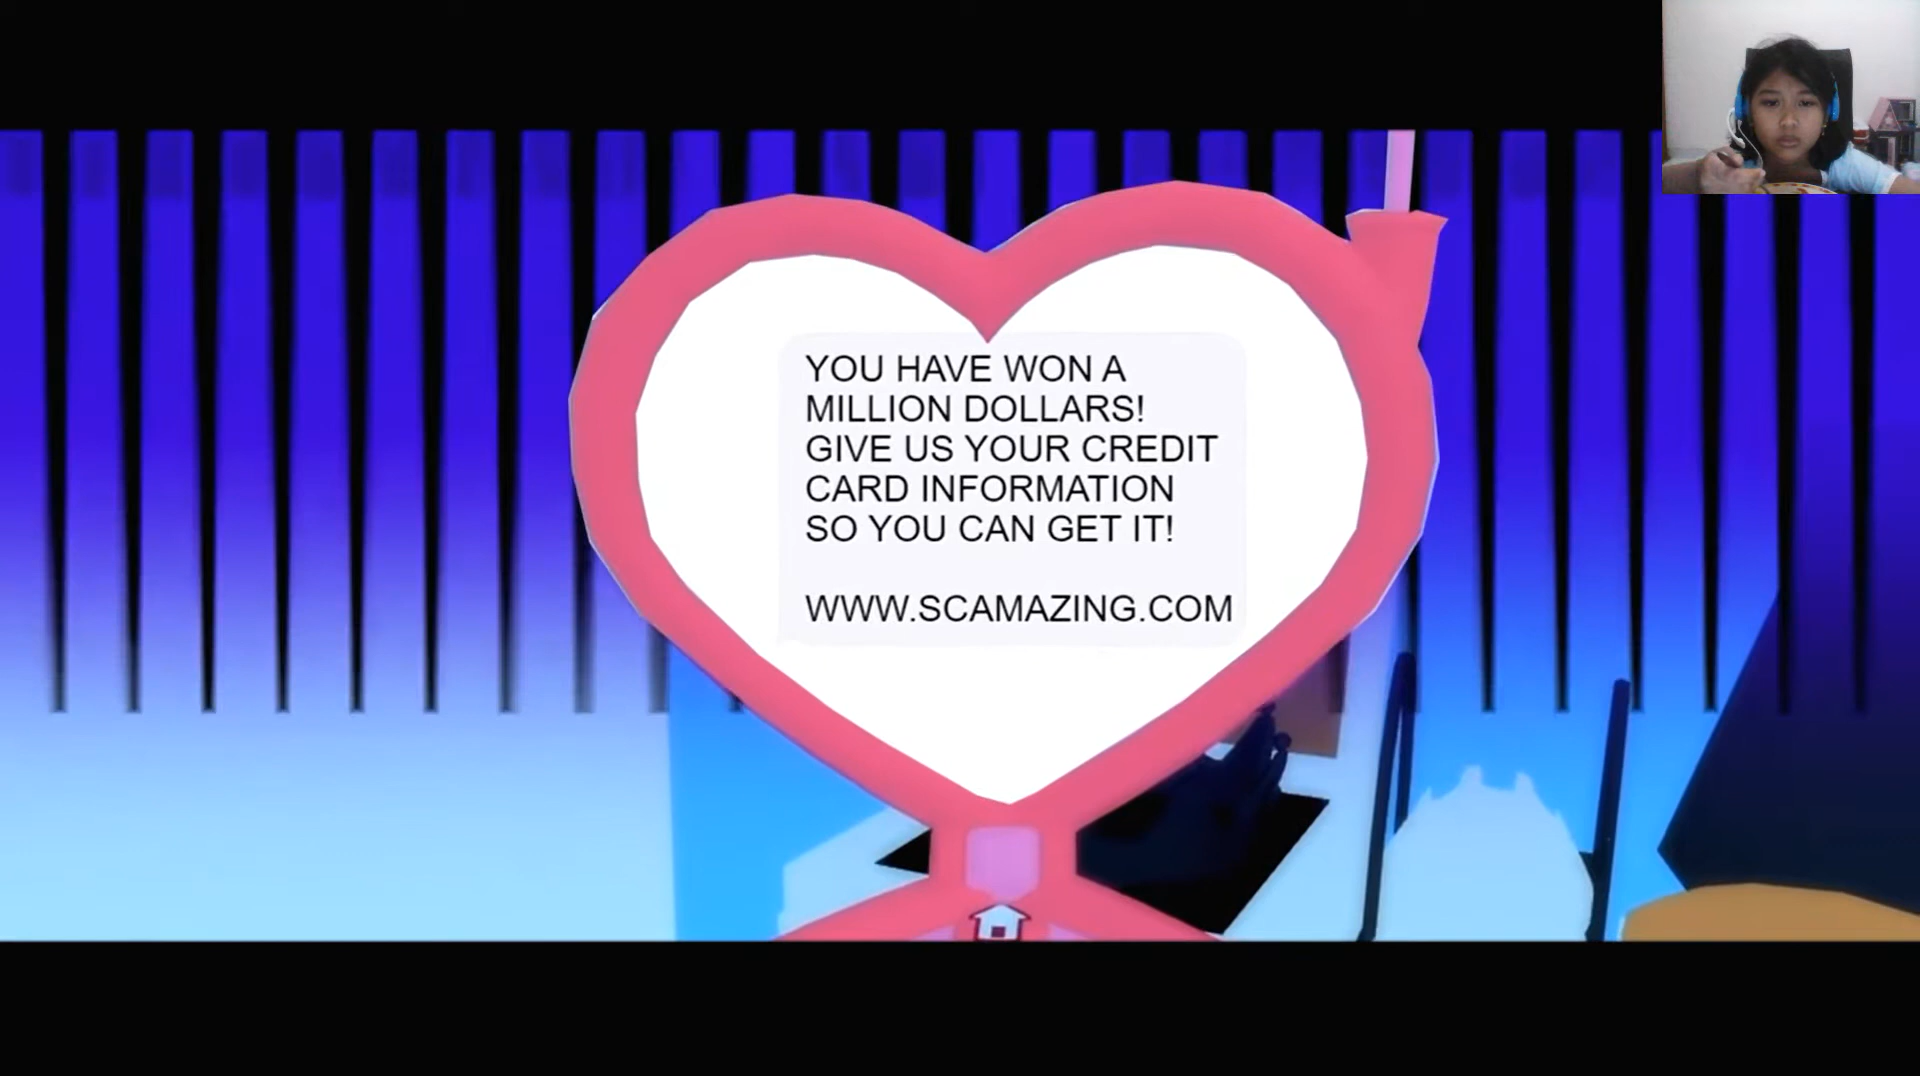 YOU HAVE WON A
MILLION DOLLARS!
GIVE US YOUR CREDIT
CARD INFORMATION
SO YOU CAN GET IT!
WWW.SCAMAZING.COM